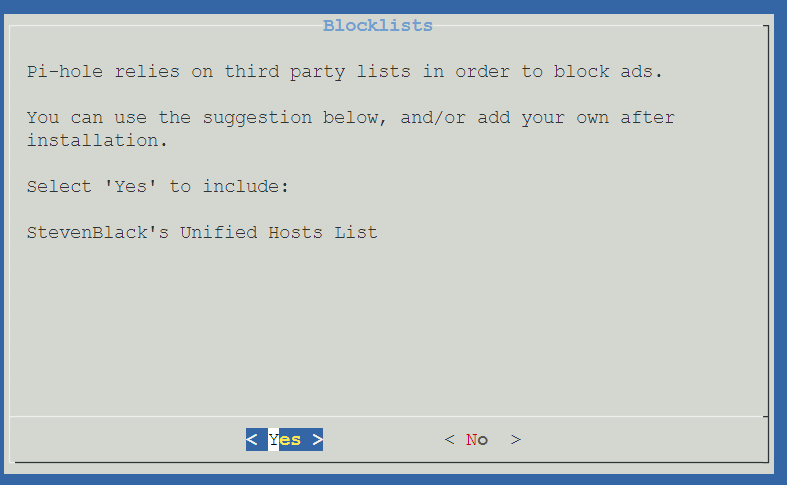 Blocklists
Pi-hole relies on third party lists in order to block ads.
You can use the suggestion below, and/or add your own after
installation.
Select 'Yes' to include:
StevenBlack's Unified Hosts List
< Yes > < No >